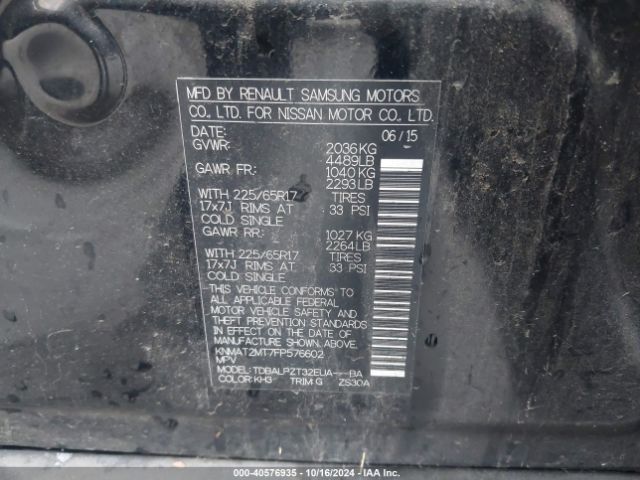 MFD BY RENAULT SAMSUNG MOTORS
CO., LTD. FOR NISSAN MOTOR CO., LTD.
DATE: 06/15
GVWR: 2036KG
4489LB
GAWR FR: 1040 KG
2293LB
WITH 225/65R17 TIRES
17x7J RIMS AT 33 PSI
COLD SINGLE
GAWR RR: 1027 KG
2264LB
WITH 225/65R17 TIRES
17x7J RIMS AT 33 PSI
COLD SINGLE
THIS VEHICLE CONFORMS TO
ALL APPLICABLE FEDERAL
MOTOR VEHICLE SAFETY AND
THEFT PREVENTION STANDARDS
IN EFFECT ON THE DATE OF
MANUFACTURE SHOWN ABOVE.
KNMAT2MT7FP576602
MPV
MODEL: TDBALPZT32EUA---BA
COLOR:KH3 TRIM:G ZS30A
000-40576935 - 10/16/2024 - IAA Inc.